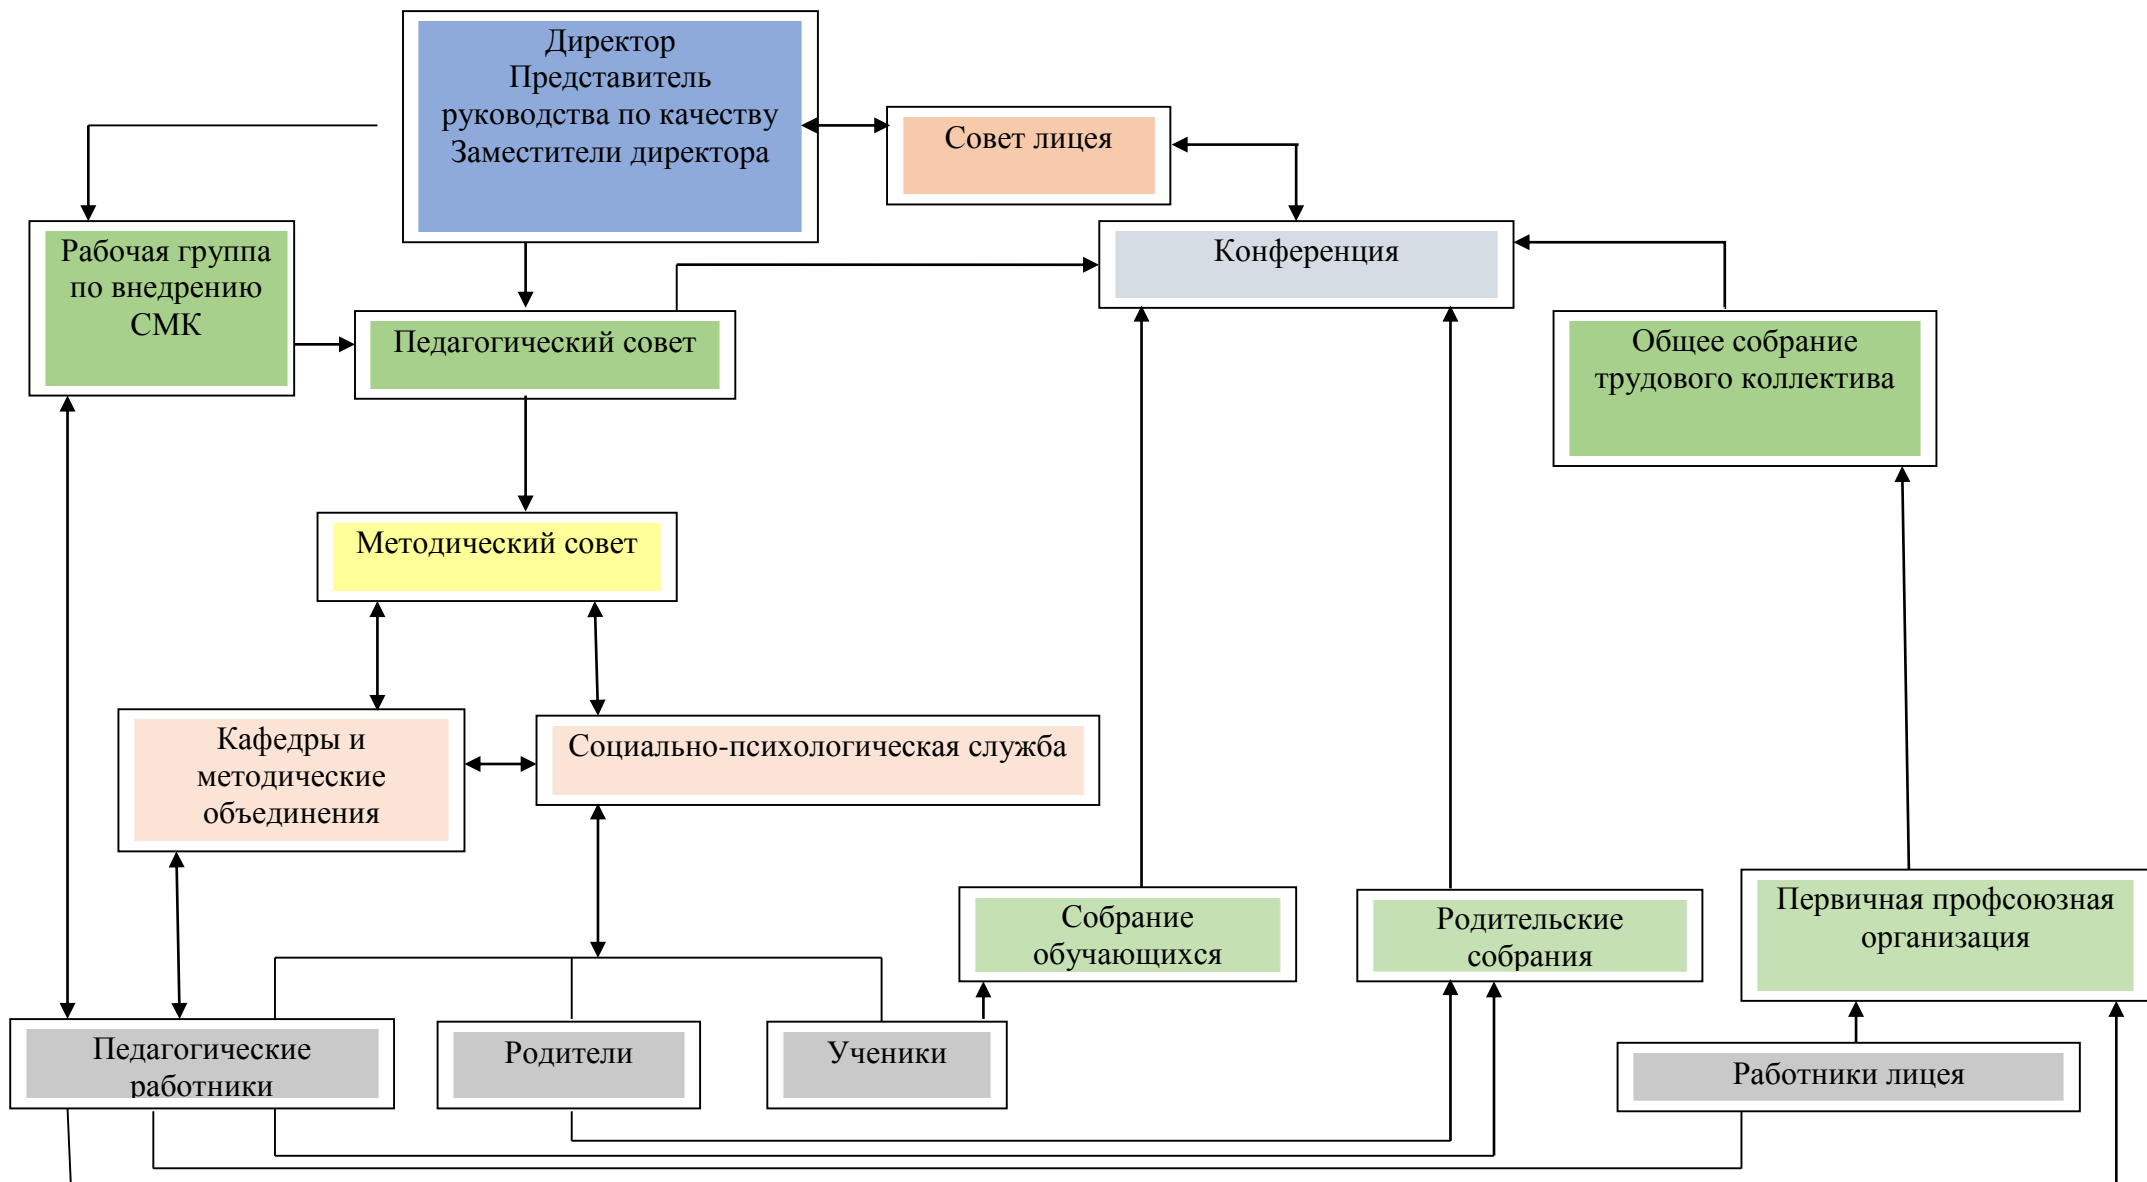 Директор
Представитель
руководства по качеству
Заместители директора
Совет лицея
Рабочая группа
по внедрению
СМК
Конференция
Педагогический совет
Общее собрание
трудового коллектива
Методический совет
Кафедры и
методические
объединения
Социально-психологическая служба
Собрание
обучающихся
Родительские
собрания
Первичная профсоюзная
организация
Педагогические
работники
Родители
Ученики
Работники лицея